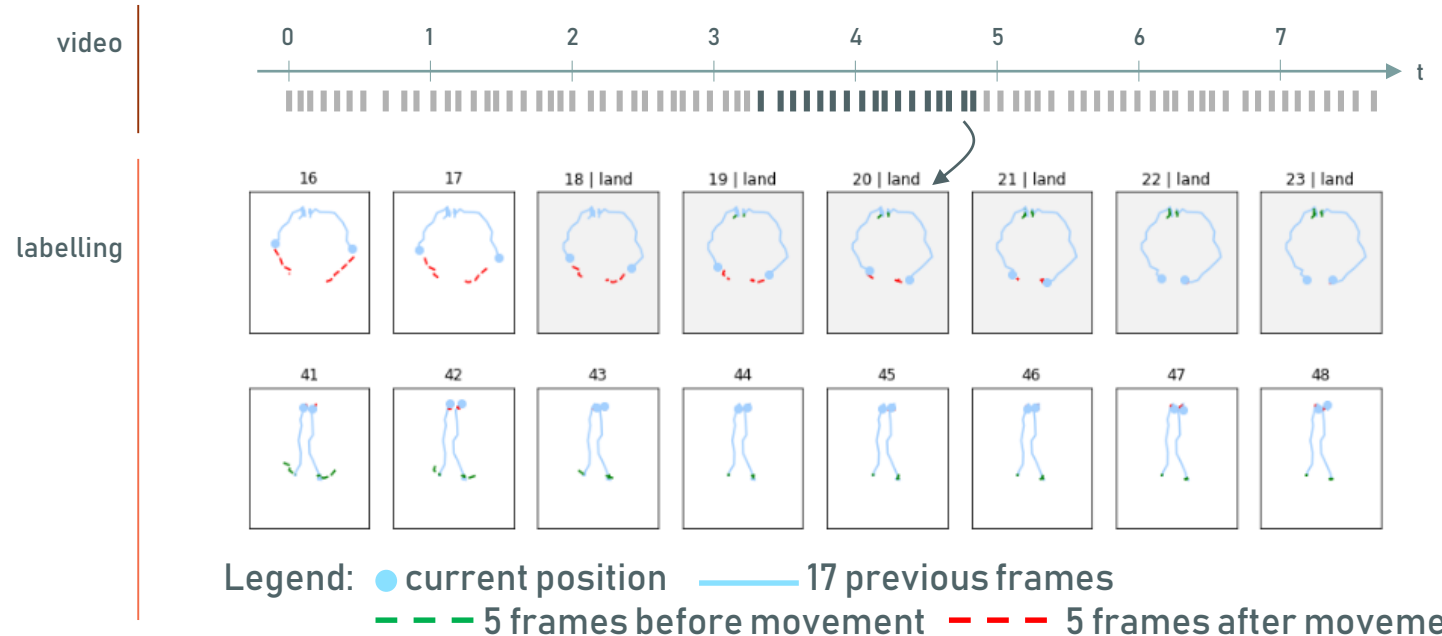 video
0 1 2 3 4 5 6 7
t
labelling
16 17 18 | land 19 | land 20 | land 21 | land 22 | land 23 | land
41 42 43 44 45 46 47 48
Legend: current position 17 previous frames
5 frames before movement 5 frames after moveme